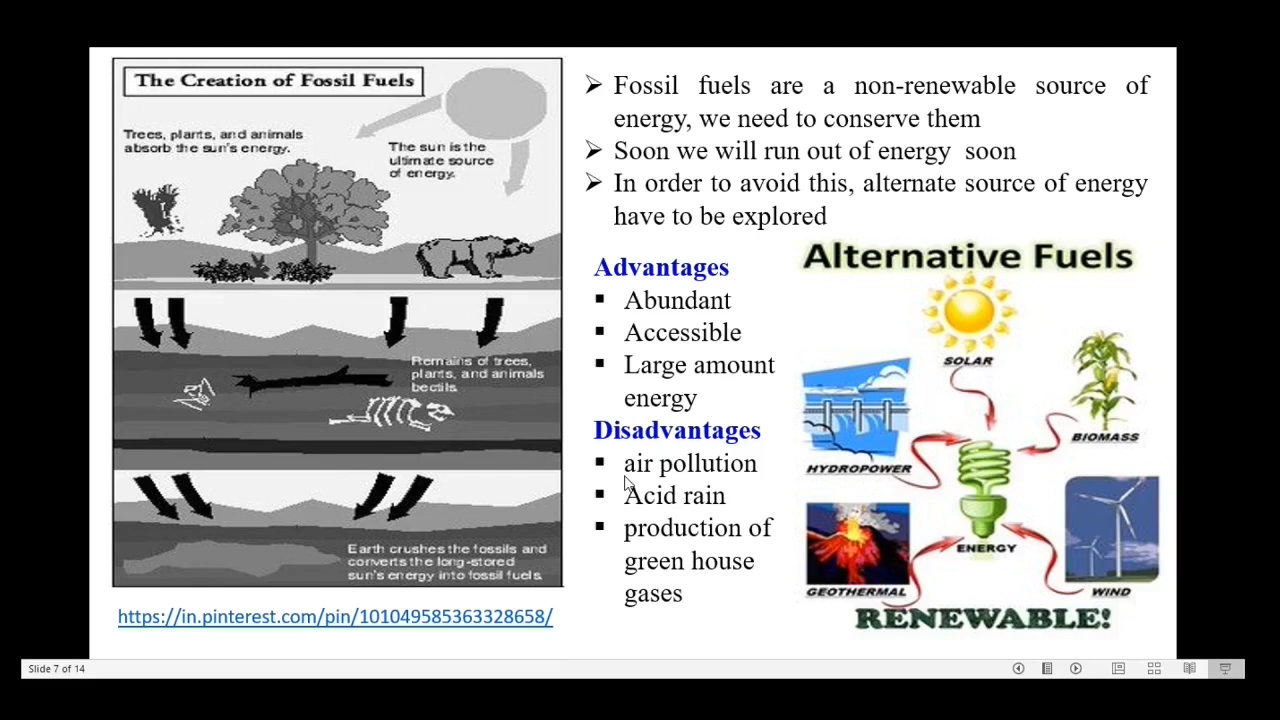 The Creation of Fossil Fuels
Trees, plants, and animals
absorb the sun's energy.
The sun is the
ultimate source
of energy.
Remains of trees,
plants, and animals
Earth crushes the fossils and
converts the long-stored
sun's energy into fossil fuels.
https://in.pinterest.com/pin/101049585363328658/
➢ Fossil fuels are a non-renewable source of
energy, we need to conserve them
➢ Soon we will run out of energy soon
➢ In order to avoid this, alternate source of energy
have to be explored
Advantages
▪ Abundant
▪ Accessible
▪ Large amount
energy
Disadvantages
▪ air pollution
▪ Acid rain
▪ production of
green house
gases
Alternative Fuels
SOLAR
BIOMASS
HYDROPOWER
ENERGY
GEOTHERMAL
WIND
RENEWABLE!
Slide 7 of 14